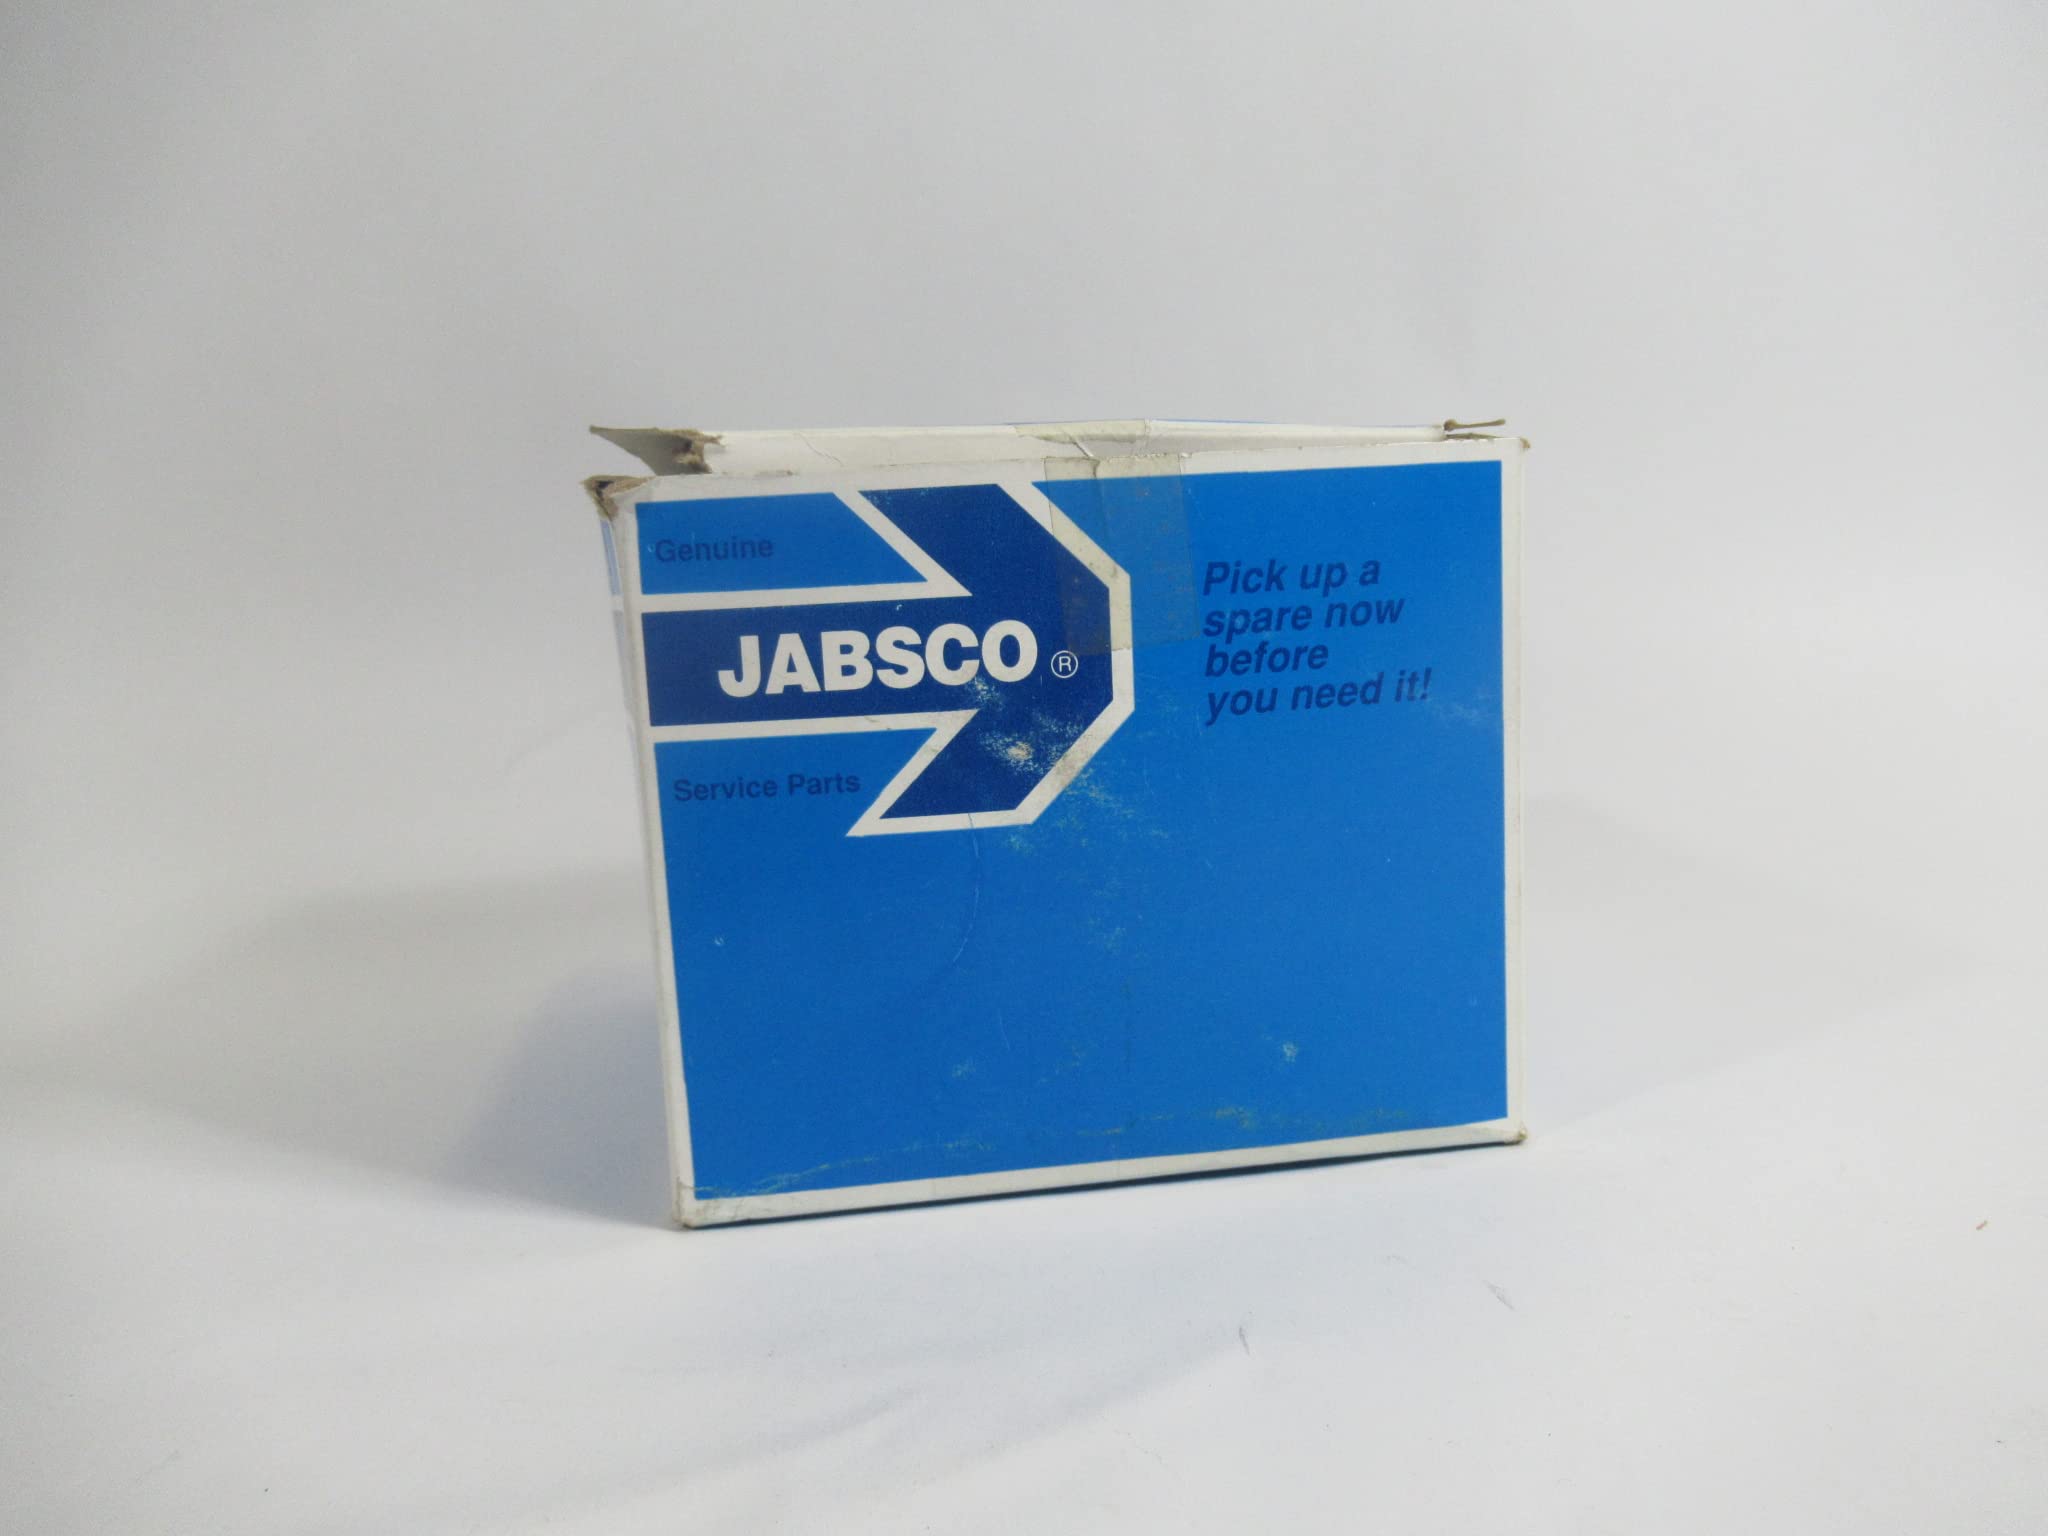 Genuine
JABSCO ®
Service Parts
Pick up a
spare now
before
you need it!